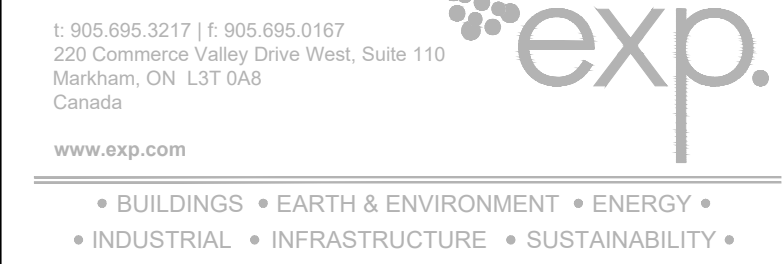 exp.
t: 905.695.3217 | f: 905.695.0167
220 Commerce Valley Drive West, Suite 110
Markham, ON  L3T 0A8
Canada
www.exp.com
• BUILDINGS • EARTH & ENVIRONMENT • ENERGY •
• INDUSTRIAL • INFRASTRUCTURE • SUSTAINABILITY •